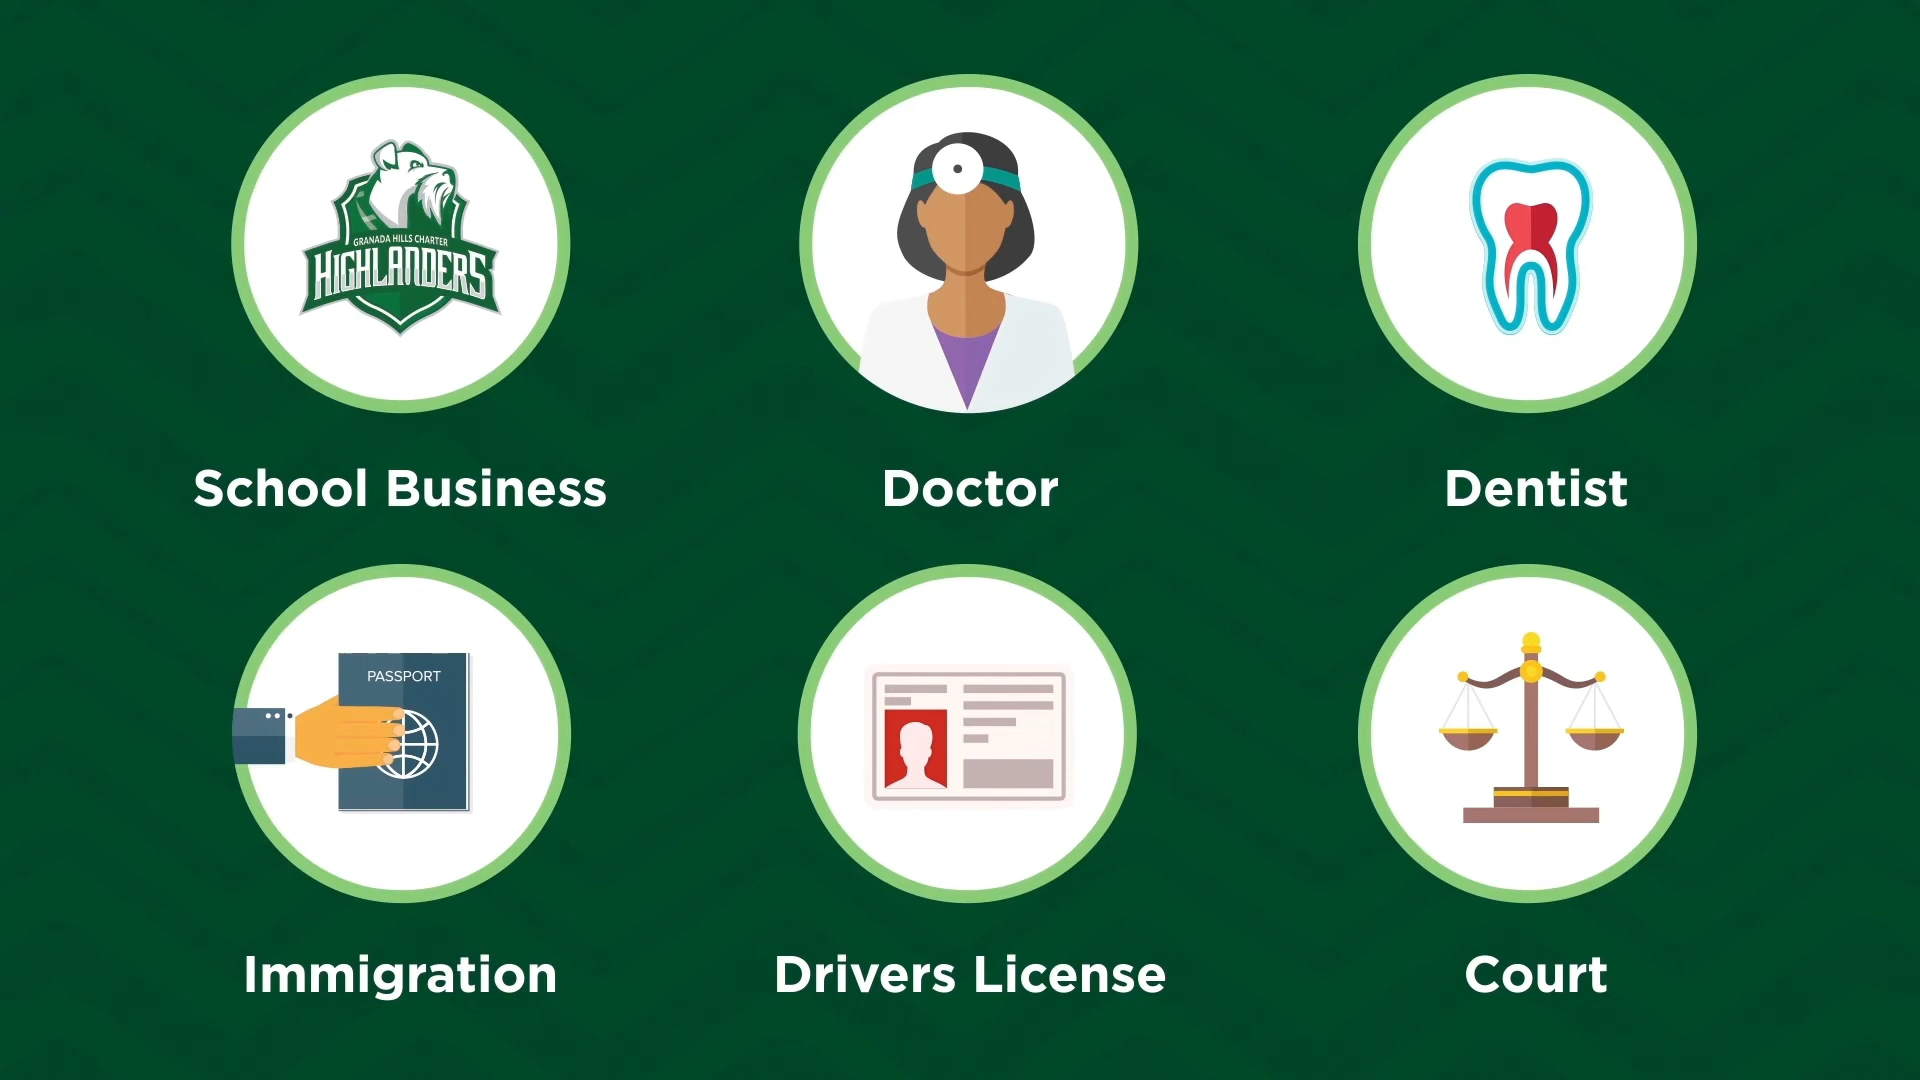 GRANADA HILLS CHARTER
HIGHLANDERS
School Business
Doctor
Dentist
PASSPORT
Immigration
Drivers License
Court